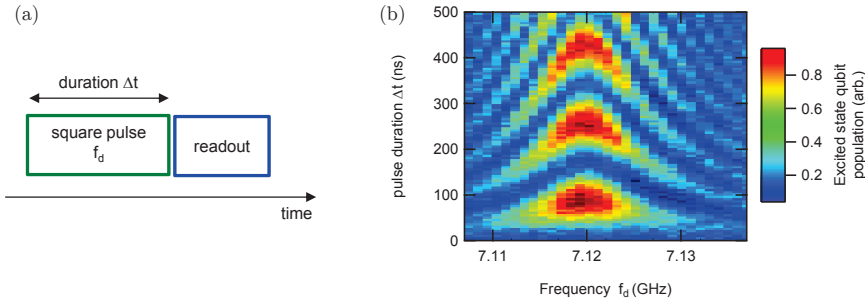 (a)
duration Δt
square pulse
f_d
readout
time
(b)
500
400
300
200
100
0
pulse duration Δt (ns)
7.11
7.12
7.13
Frequency f_d (GHz)
0.8
0.6
0.4
0.2
Excited state qubit
population (arb.)